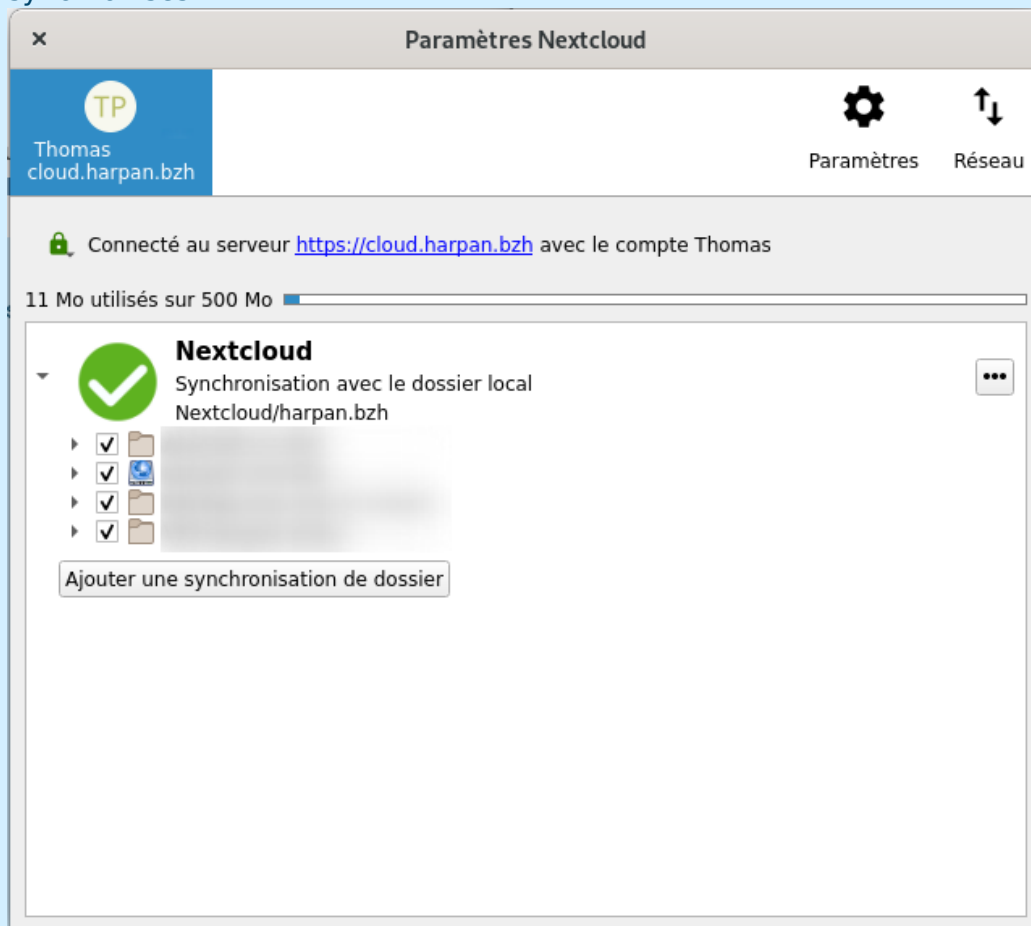 Paramètres Nextcloud
TP
Thomas
cloud.harpan.bzh
Paramètres
Réseau
Connecté au serveur https://cloud.harpan.bzh avec le compte Thomas
11 Mo utilisés sur 500 Mo
Nextcloud
Synchronisation avec le dossier local
Nextcloud/harpan.bzh
Ajouter une synchronisation de dossier